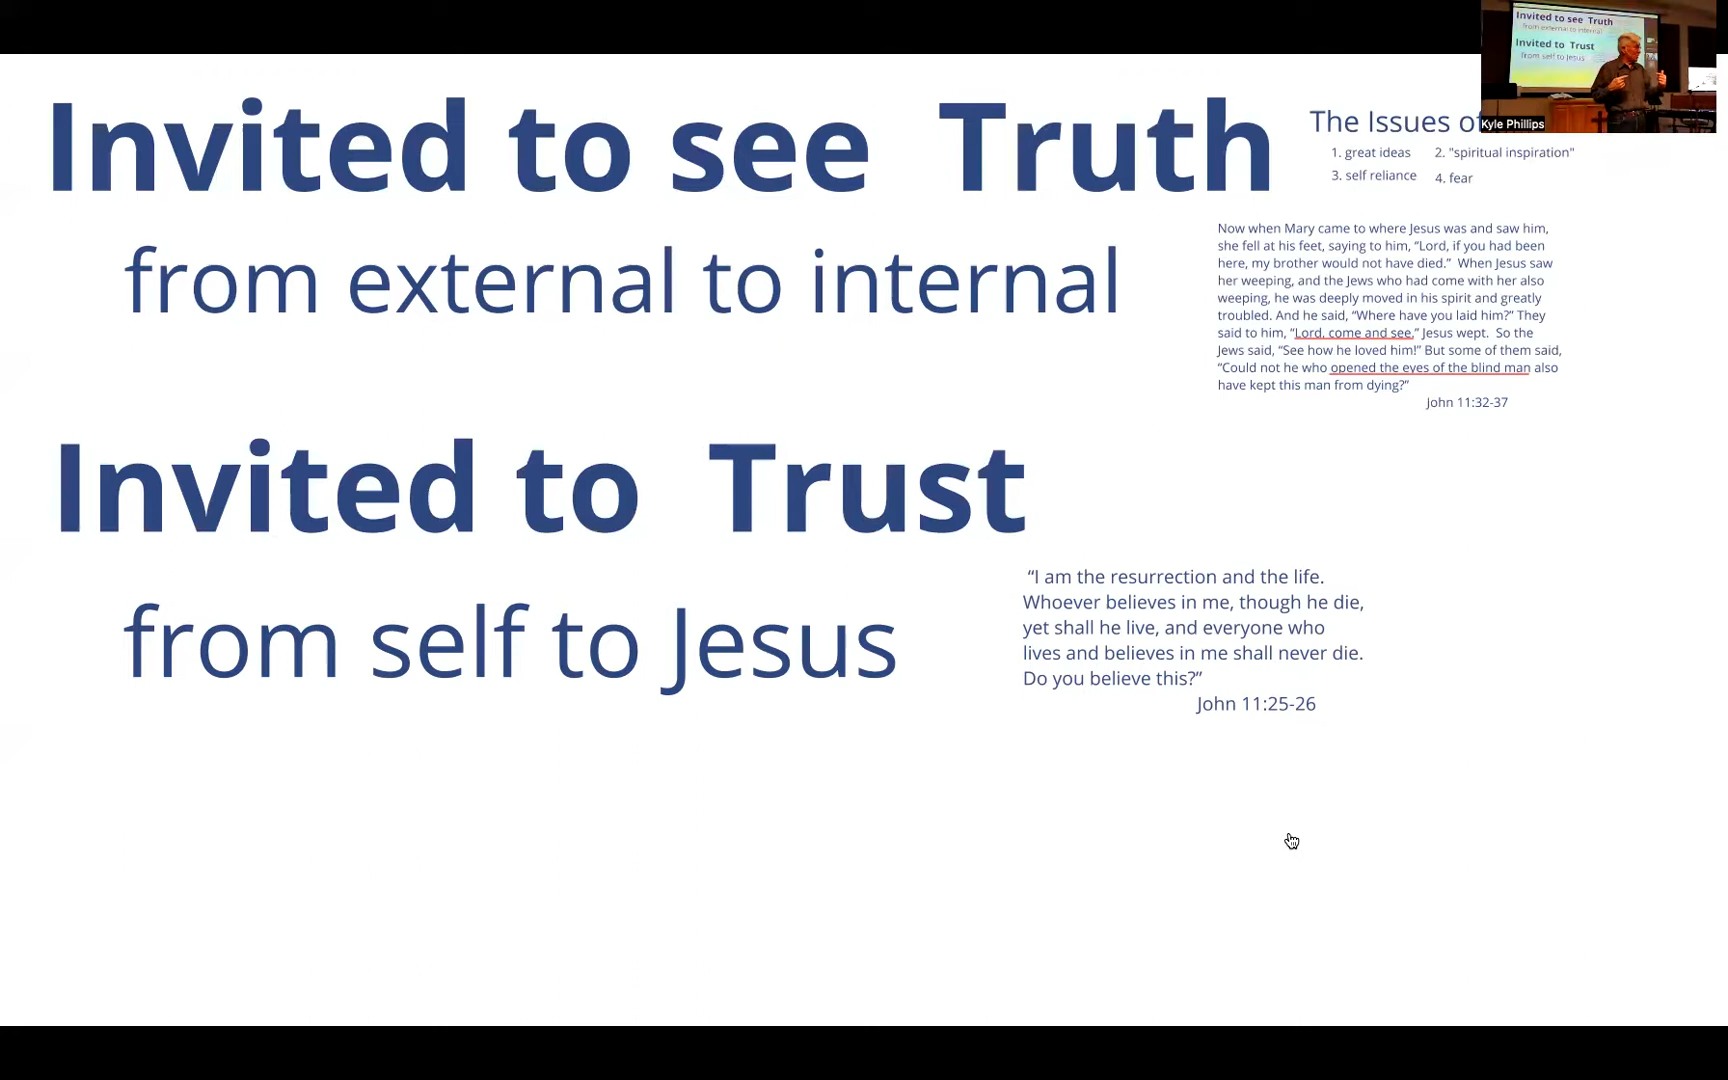 Invited to see Truth
from external to internal
Invited to Trust
from self to Jesus
The Issues of
1. great ideas 2. "spiritual inspiration"
3. self reliance 4. fear
Now when Mary came to where Jesus was and saw him,
she fell at his feet, saying to him, “Lord, if you had been
here, my brother would not have died.” When Jesus saw
her weeping, and the Jews who had come with her also
weeping, he was deeply moved in his spirit and greatly
troubled. And he said, “Where have you laid him?” They
said to him, “Lord, come and see.” Jesus wept. So the
Jews said, “See how he loved him!” But some of them said,
“Could not he who opened the eyes of the blind man also
have kept this man from dying?”
John 11:32-37
“I am the resurrection and the life.
Whoever believes in me, though he die,
yet shall he live, and everyone who
lives and believes in me shall never die.
Do you believe this?”
John 11:25-26
Invited to see Truth
from external to internal
Invited to Trust
from self to Jesus
Kyle Phillips